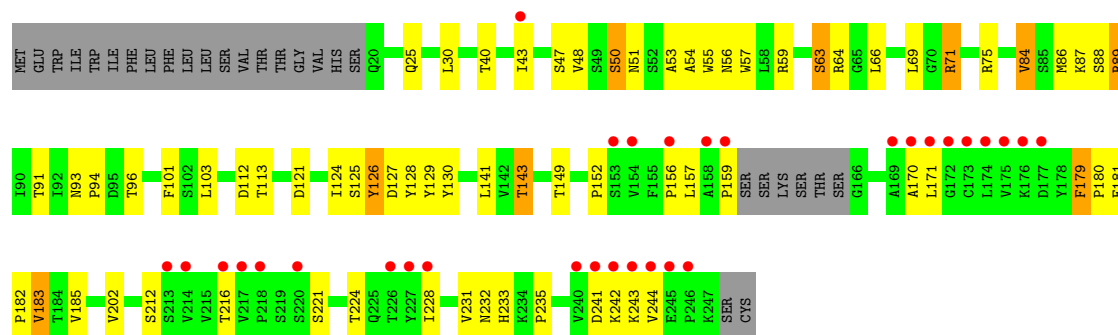 MET GLU TRP ILE TRP ILE PHE LEU PHE LEU LEU SER VAL THR THR GLY VAL HIS SER Q20 Q25 L30 T40 I43 S47 V48 S49 S50 N51 S52 A53 A54 W55 N56 W57 L58 R59 S63 R64 G65 L66 L69 G70 R71 R75 V84 S85 M86 K87 S88 R89
I90 T91 I92 N93 P94 D95 T96 F101 S102 L103 D112 T113 D121 I124 S125 Y126 D127 Y128 Y129 Y130 L141 V142 T143 T149 P152 S153 V154 F155 P156 L157 A158 P159 SER SER LYS SER THR SER G166 A169 A170 L171 G172 C173 L174 V175 K176 D177 Y178 F179 P180 E181
P182 V183 T184 V185 V202 S212 S213 V214 V215 T216 V217 P218 S219 S220 S221 T224 Q225 T226 Y227 I228 V231 N232 H233 K234 P235 V240 D241 K242 K243 V244 E245 P246 K247 SER CYS